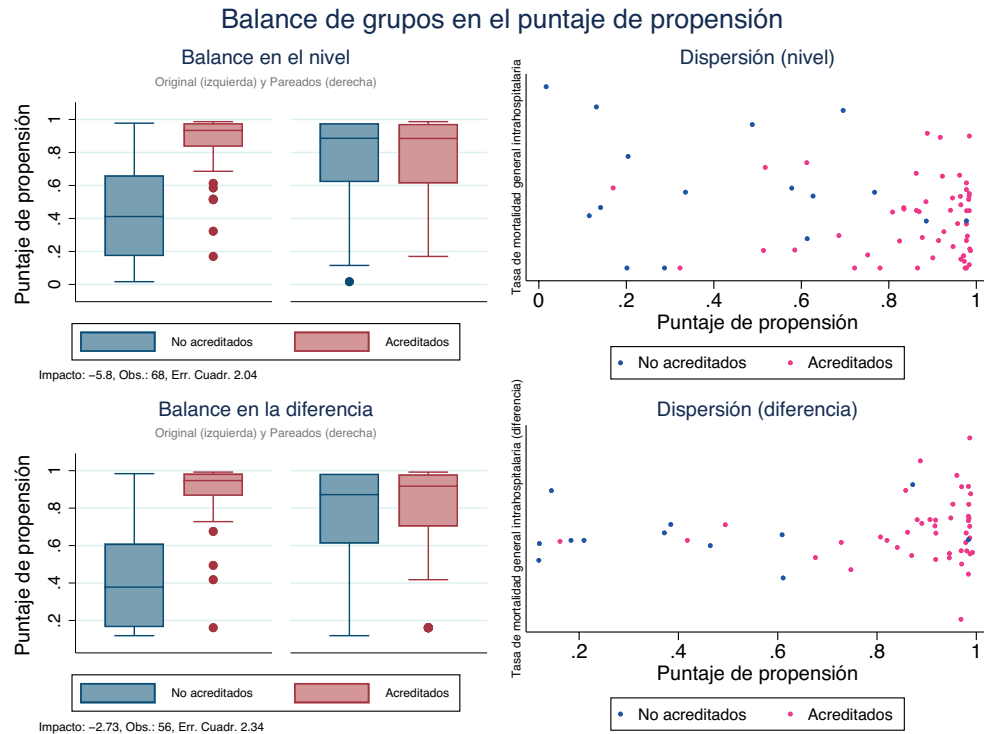 Balance de grupos en el puntaje de propensión
Balance en el nivel
Original (izquierda) y Pareados (derecha)
Puntaje de propensión
1
.8
.6
.4
.2
0
No acreditados
Acreditados
Impacto: −5.8, Obs.: 68, Err. Cuadr. 2.04
Dispersión (nivel)
Tasa de mortalidad general intrahospitalaria
0 .2 .4 .6 .8 1
Puntaje de propensión
No acreditados
Acreditados
Balance en la diferencia
Original (izquierda) y Pareados (derecha)
Puntaje de propensión
1
.8
.6
.4
.2
No acreditados
Acreditados
Impacto: −2.73, Obs.: 56, Err. Cuadr. 2.34
Dispersión (diferencia)
Tasa de mortalidad general intrahospitalaria (diferencia)
.2 .4 .6 .8 1
Puntaje de propensión
No acreditados
Acreditados